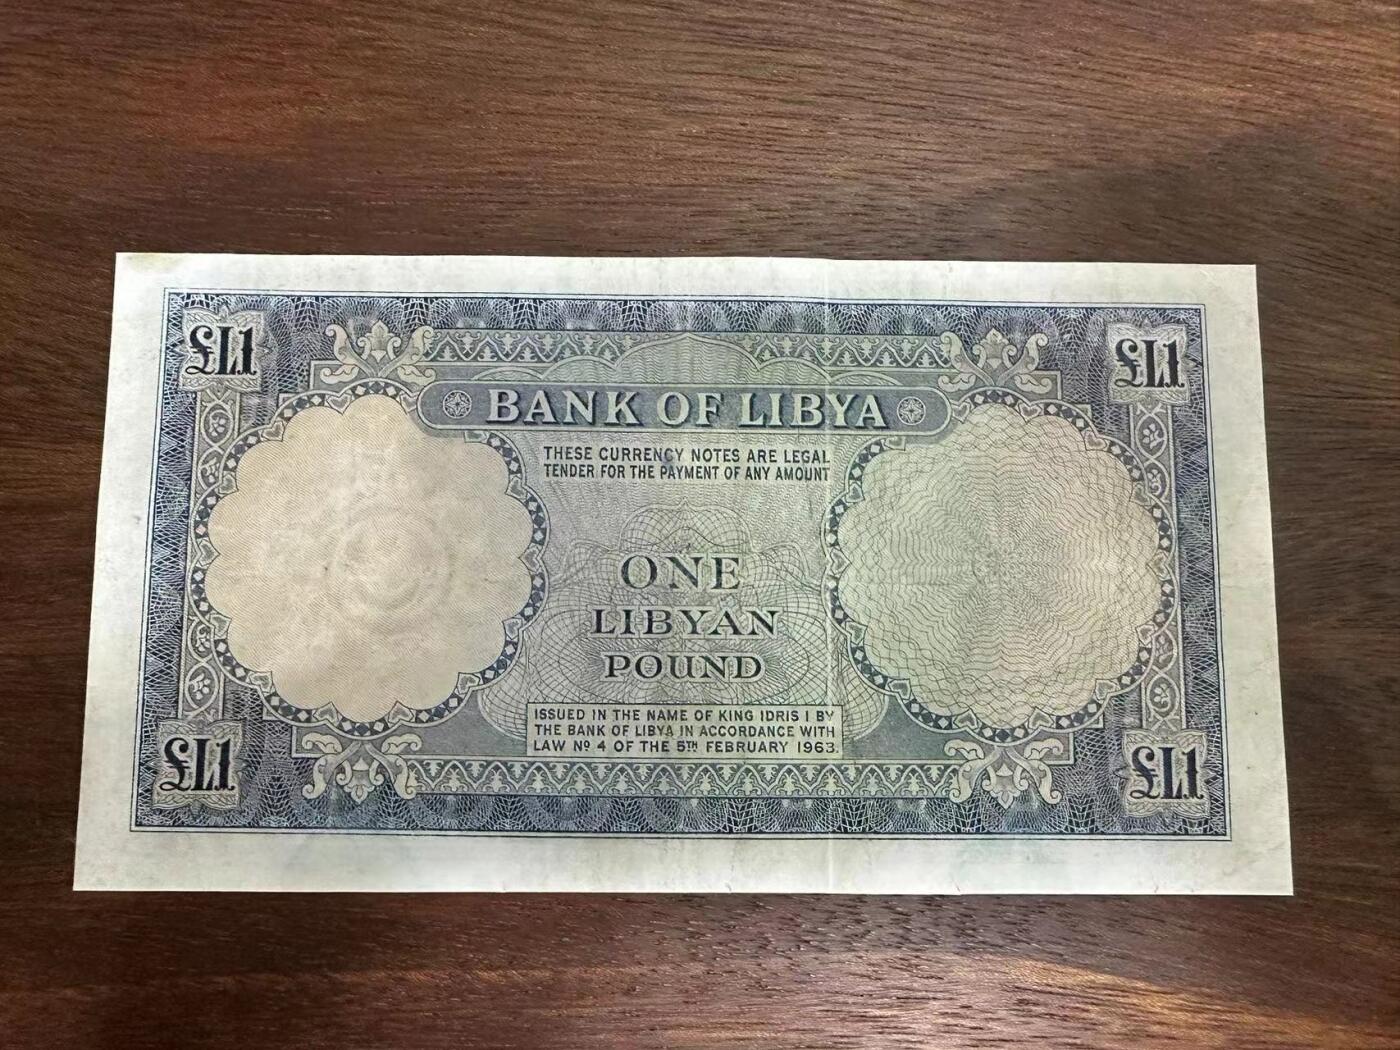 £L1 £L1
BANK OF LIBYA
THESE CURRENCY NOTES ARE LEGAL
TENDER FOR THE PAYMENT OF ANY AMOUNT
ONE
LIBYAN
POUND
ISSUED IN THE NAME OF KING IDRIS I BY
THE BANK OF LIBYA IN ACCORDANCE WITH
LAW Nº 4 OF THE 5TH FEBRUARY 1963.
£L1 £L1